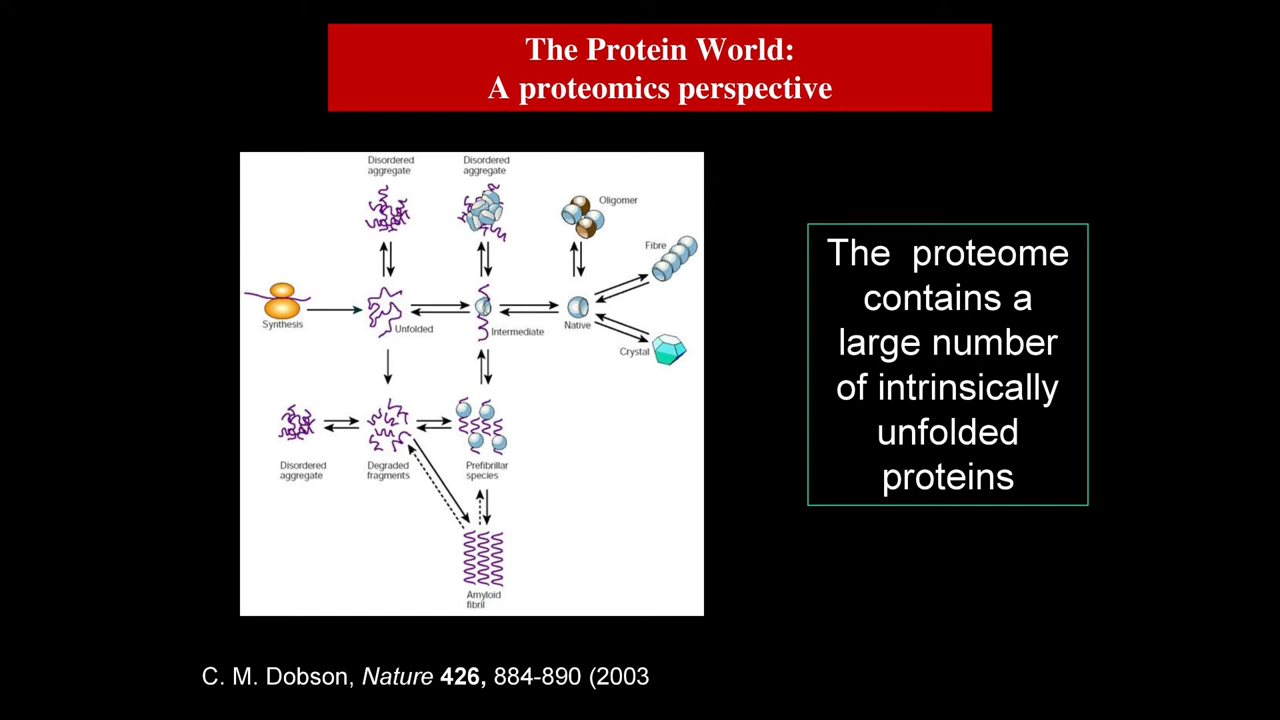 The Protein World:
A proteomics perspective
Disordered
aggregate
Disordered
aggregate
Oligomer
Fibre
Synthesis
Unfolded
Intermediate
Native
Crystal
Disordered
aggregate
Degraded
fragments
Prefibrillar
species
Amyloid
fibril
The proteome
contains a
large number
of intrinsically
unfolded
proteins
C. M. Dobson, Nature 426, 884-890 (2003